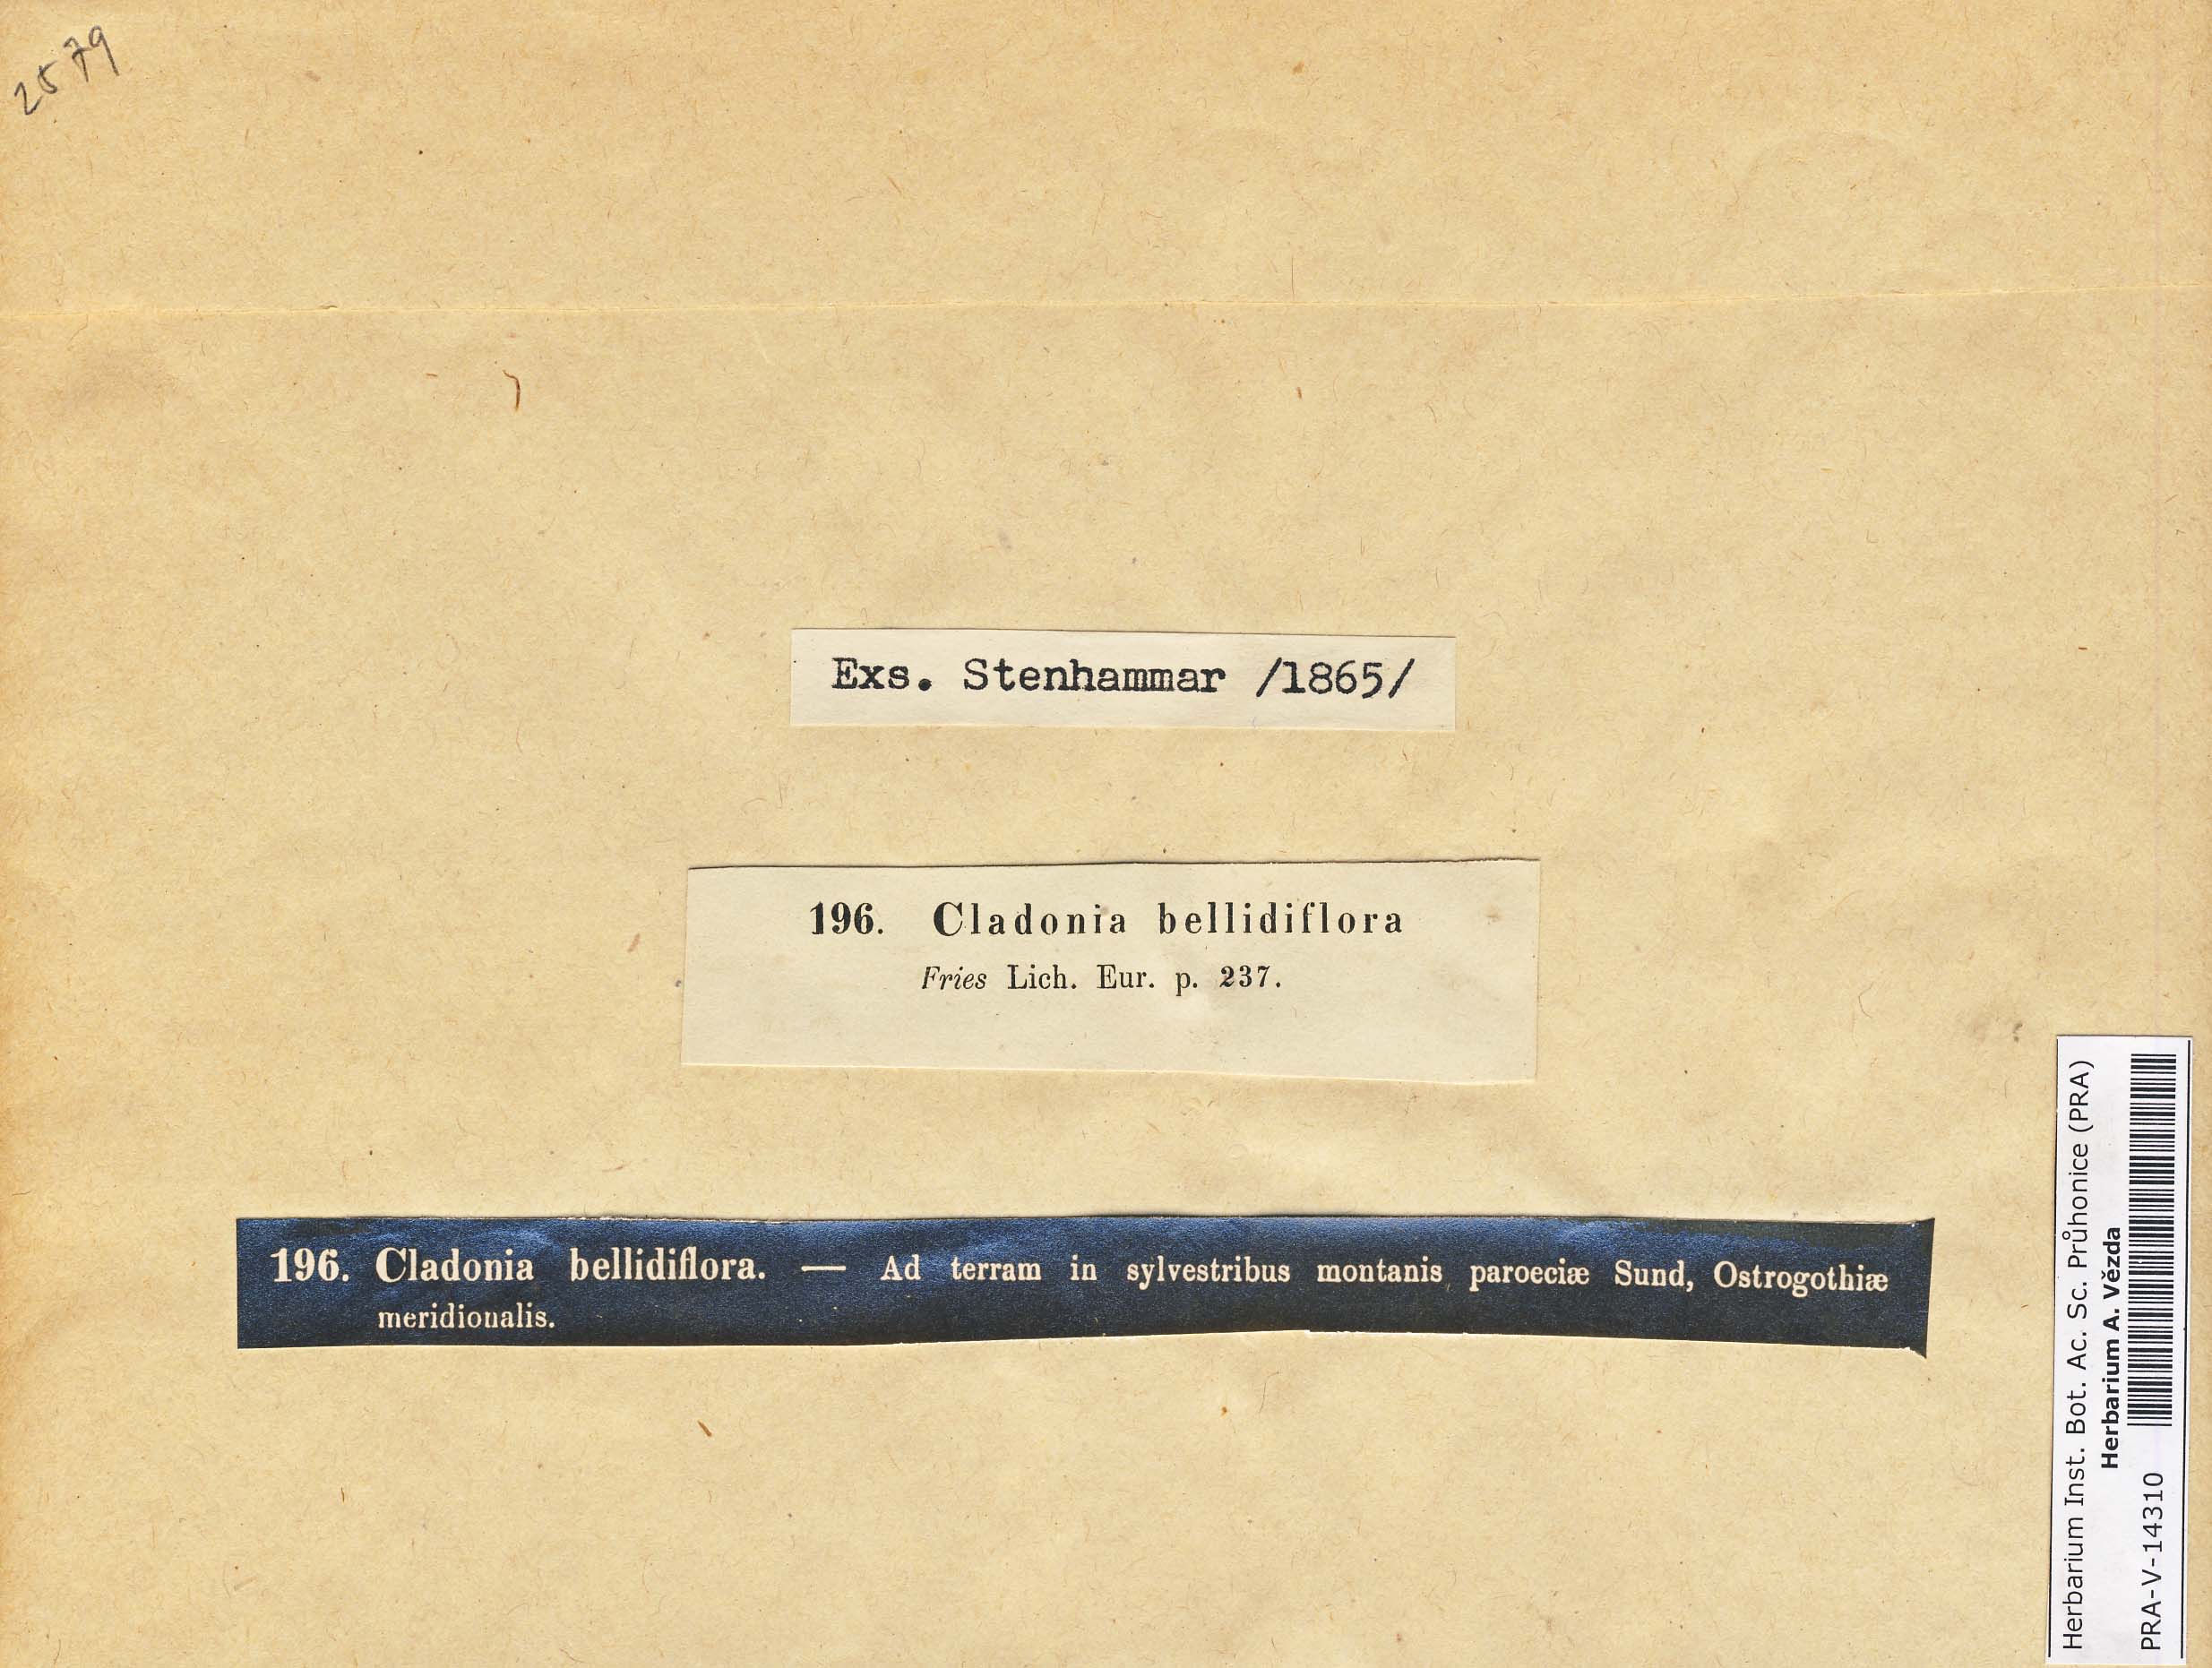 2579
Exs. Stenhammar /1865/
196. Cladonia bellidiflora
Fries Lich. Eur. p. 237.
196. Cladonia bellidiflora. — Ad terram in sylvestribus montanis paroeciæ Sund, Ostrogothiæ
meridionalis.
Herbarium Inst. Bot. Ac. Sc. Průhonice (PRA)
Herbarium A. Vězda
PRA-V-14310